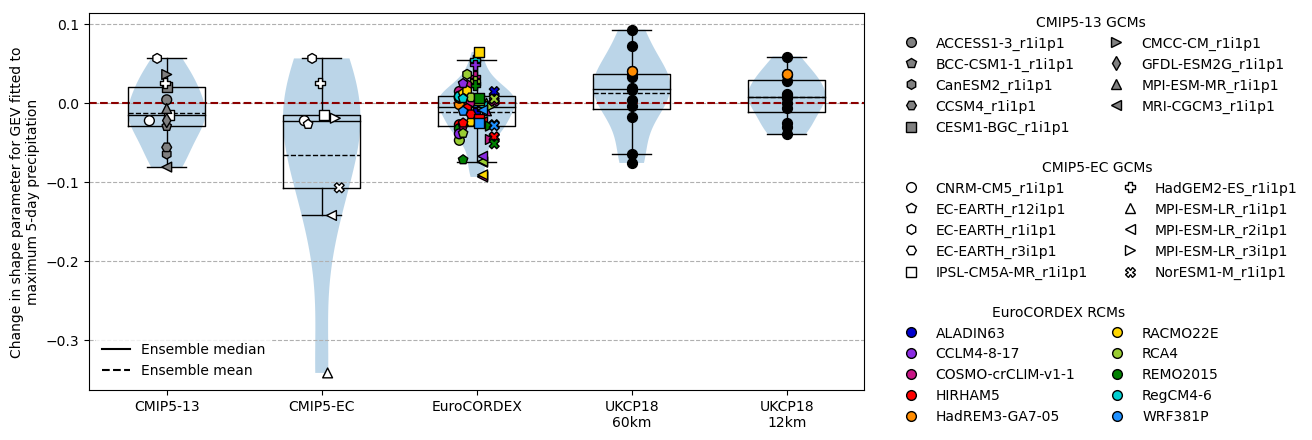 Change in shape parameter for GEV fitted to
maximum 5-day precipitation
0.1
0.0
−0.1
−0.2
−0.3
Ensemble median
Ensemble mean
CMIP5-13
CMIP5-EC
EuroCORDEX
UKCP18
60km
UKCP18
12km
CMIP5-13 GCMs
ACCESS1-3_r1i1p1
BCC-CSM1-1_r1i1p1
CanESM2_r1i1p1
CCSM4_r1i1p1
CESM1-BGC_r1i1p1
CMCC-CM_r1i1p1
GFDL-ESM2G_r1i1p1
MPI-ESM-MR_r1i1p1
MRI-CGCM3_r1i1p1
CMIP5-EC GCMs
CNRM-CM5_r1i1p1
EC-EARTH_r12i1p1
EC-EARTH_r1i1p1
EC-EARTH_r3i1p1
IPSL-CM5A-MR_r1i1p1
HadGEM2-ES_r1i1p1
MPI-ESM-LR_r1i1p1
MPI-ESM-LR_r2i1p1
MPI-ESM-LR_r3i1p1
NorESM1-M_r1i1p1
EuroCORDEX RCMs
ALADIN63
CCLM4-8-17
COSMO-crCLIM-v1-1
HIRHAM5
HadREM3-GA7-05
RACMO22E
RCA4
REMO2015
RegCM4-6
WRF381P